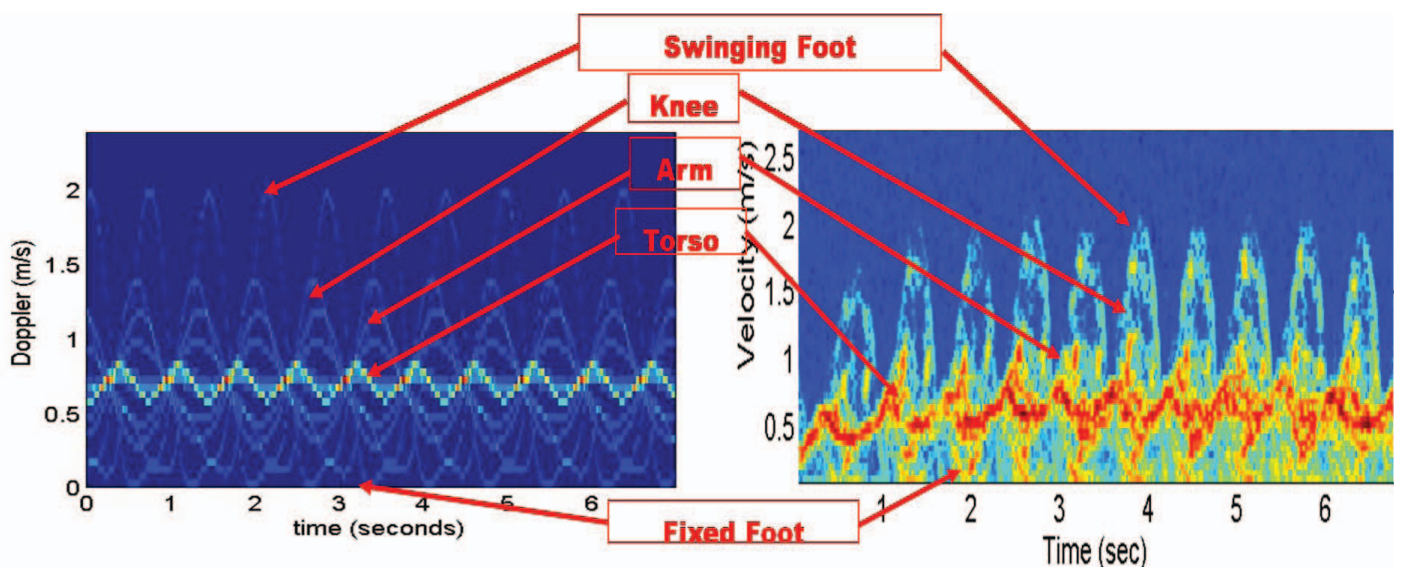 Swinging Foot
Knee
Arm
Torso
Fixed Foot
Doppler (m/s)
2
1.5
1
0.5
0
0 1 2 3 4 5 6
time (seconds)
Velocity (m/s)
2.5
2
1.5
1
0.5
1 2 3 4 5 6
Time (sec)